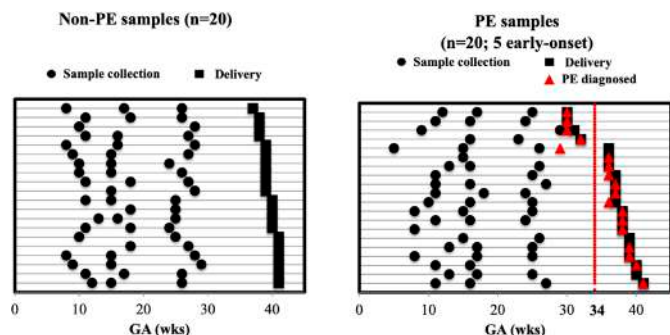 Non-PE samples (n=20)
Sample collection
Delivery
0
10
20
30
40
GA (wks)
PE samples
(n=20; 5 early-onset)
Sample collection
Delivery
PE diagnosed
0
10
20
30
34
40
GA (wks)